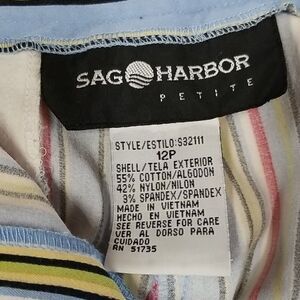 SAG HARBOR
PETITE
STYLE/ESTILO:S32111
12P
SHELL/TELA EXTERIOR
55% COTTON/ALGODON
42% NYLON/NILON
3% SPANDEX/SPANDEX
MADE IN VIETNAM
HECHO EN VIETNAM
SEE REVERSE FOR CARE
VER AL DORSO PARA
CUIDADO
RN 51735